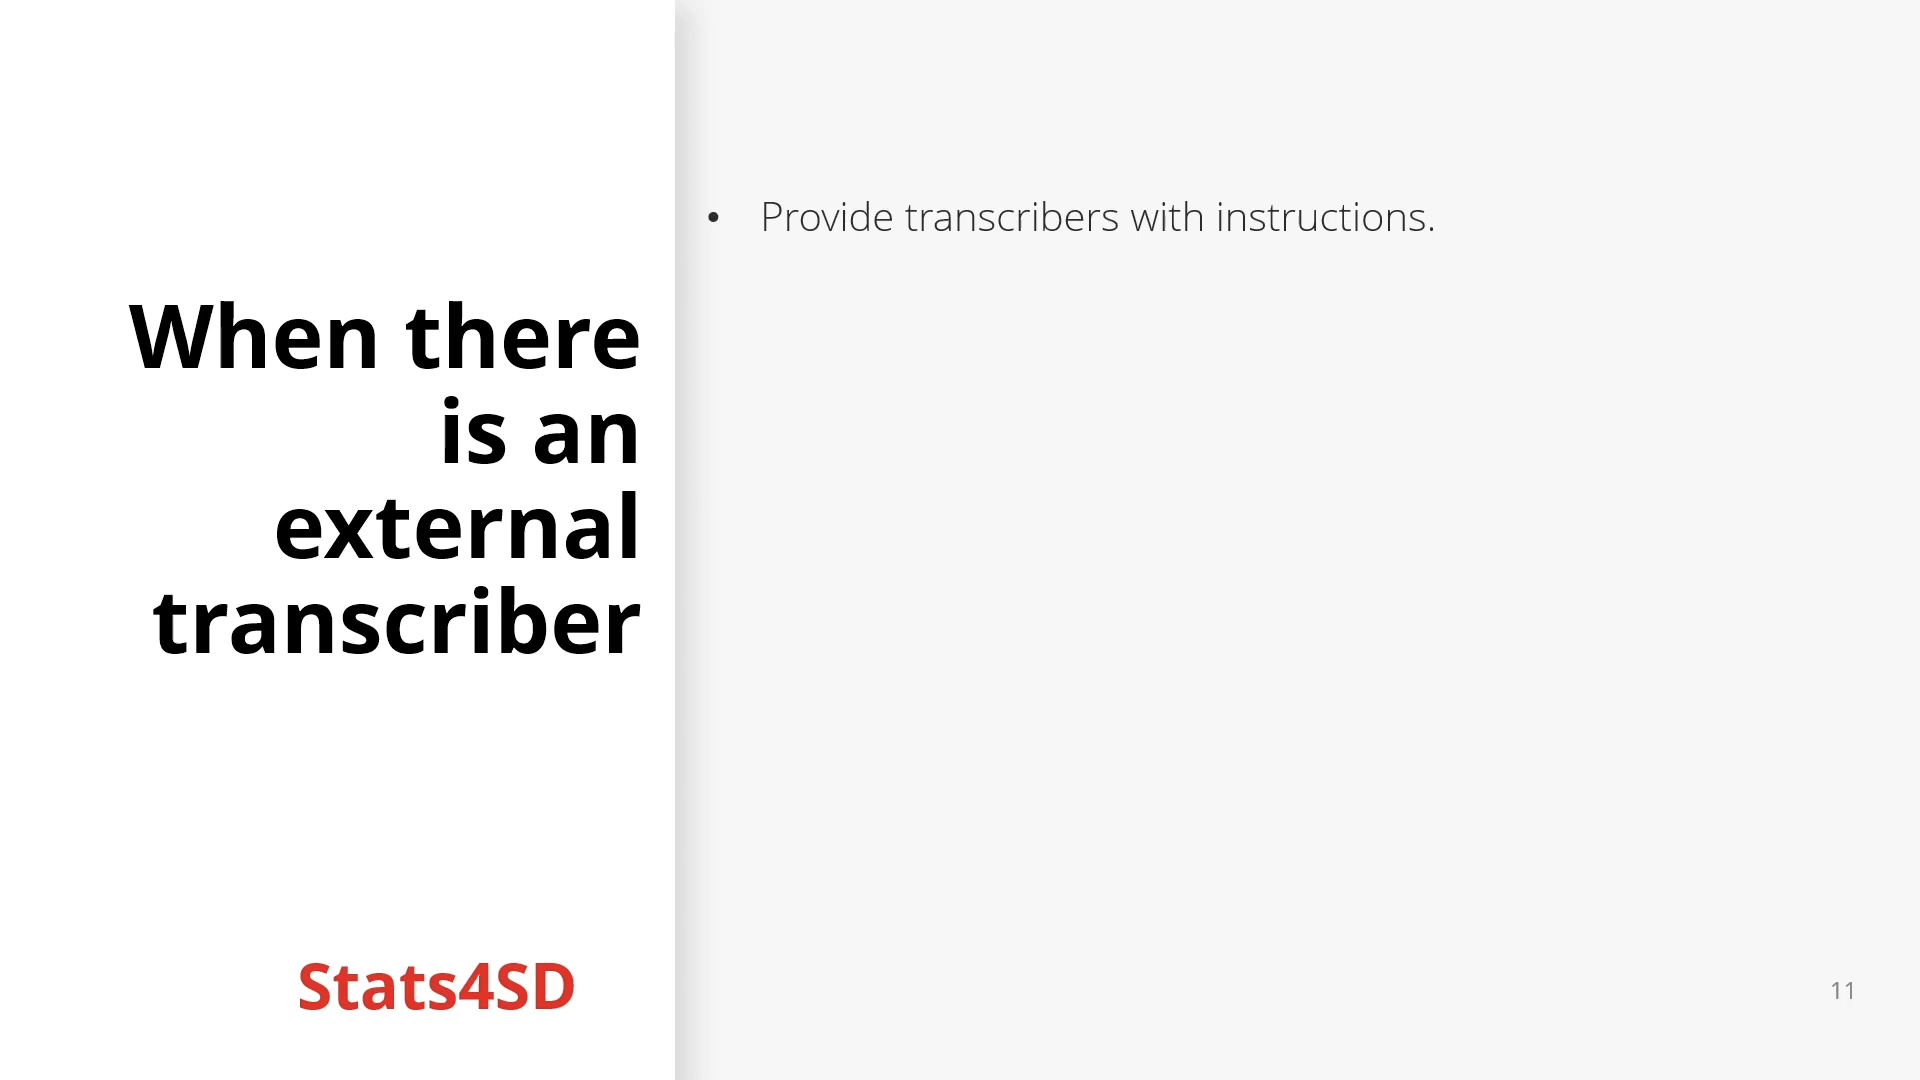 When there
is an
external
transcriber
• Provide transcribers with instructions.
Stats4SD
11